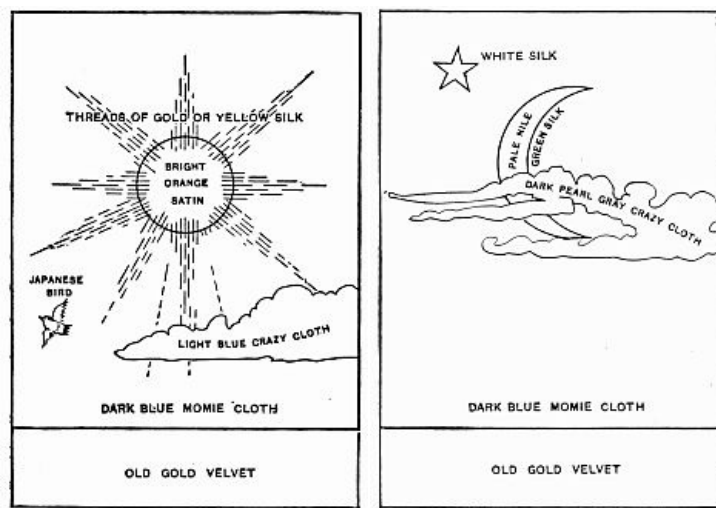 THREADS OF GOLD OR YELLOW SILK
BRIGHT
ORANGE
SATIN
JAPANESE
BIRD
LIGHT BLUE CRAZY CLOTH
DARK BLUE MOMIE CLOTH
OLD GOLD VELVET
WHITE SILK
PALE NILE
GREEN SILK
DARK PEARL GRAY CRAZY CLOTH
DARK BLUE MOMIE CLOTH
OLD GOLD VELVET